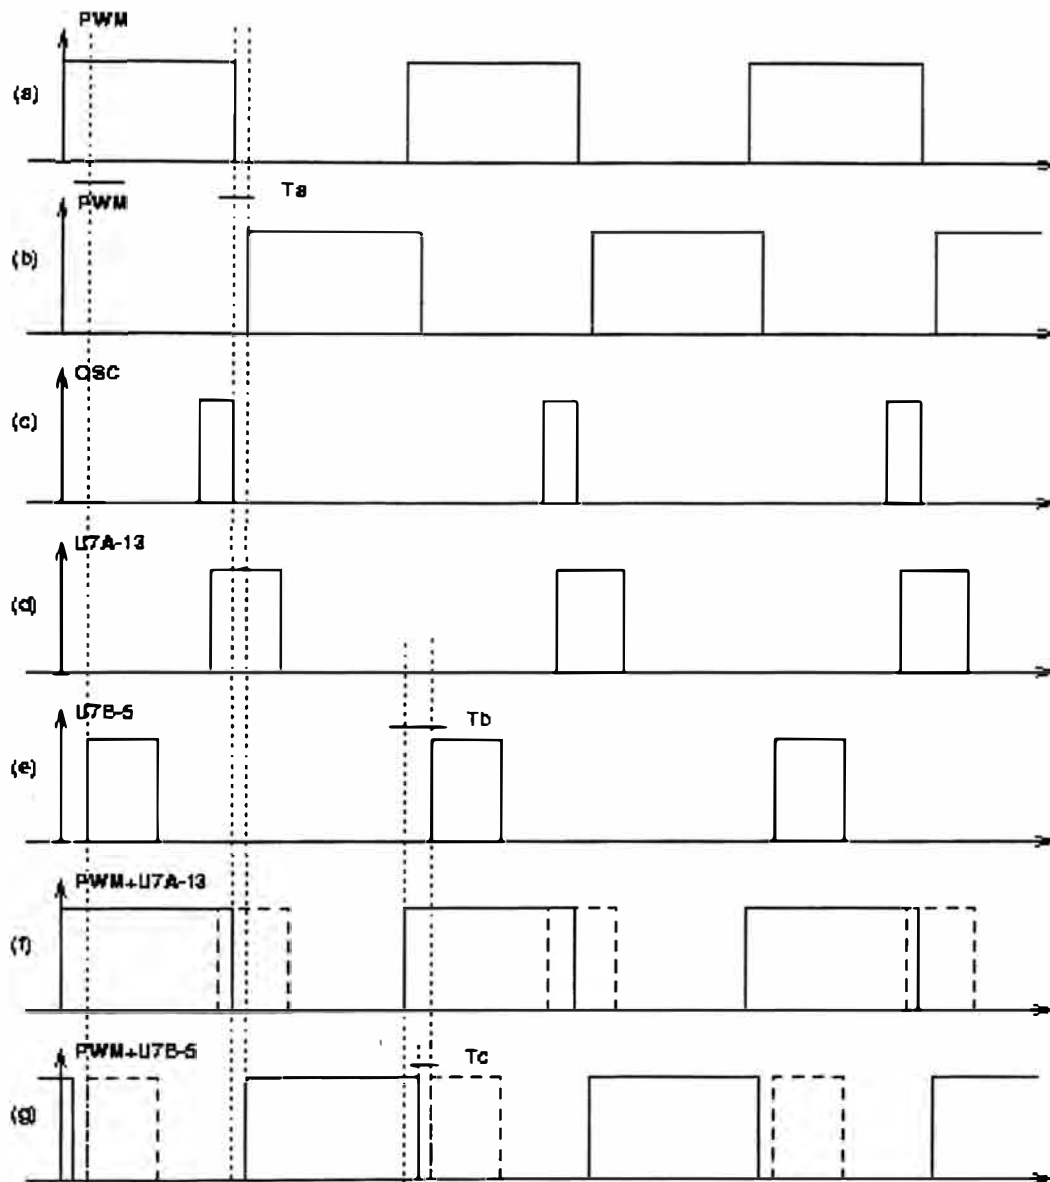 PWM
(a)
Ta
PWM
(b)
OSC
(c)
U7A-13
(d)
Tb
U7B-5
(e)
PWM+U7A-13
(f)
Tc
PWM+U7B-5
(g)